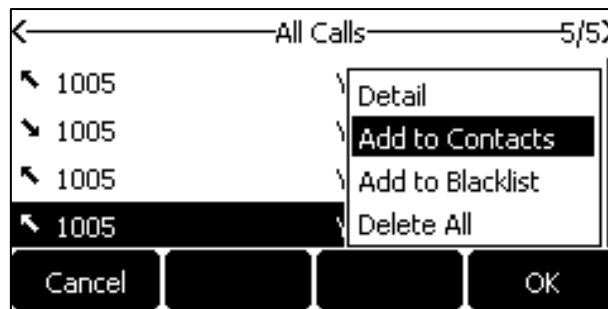 All Calls 5/5
1005
1005
1005
1005
Detail
Add to Contacts
Add to Blacklist
Delete All
Cancel OK